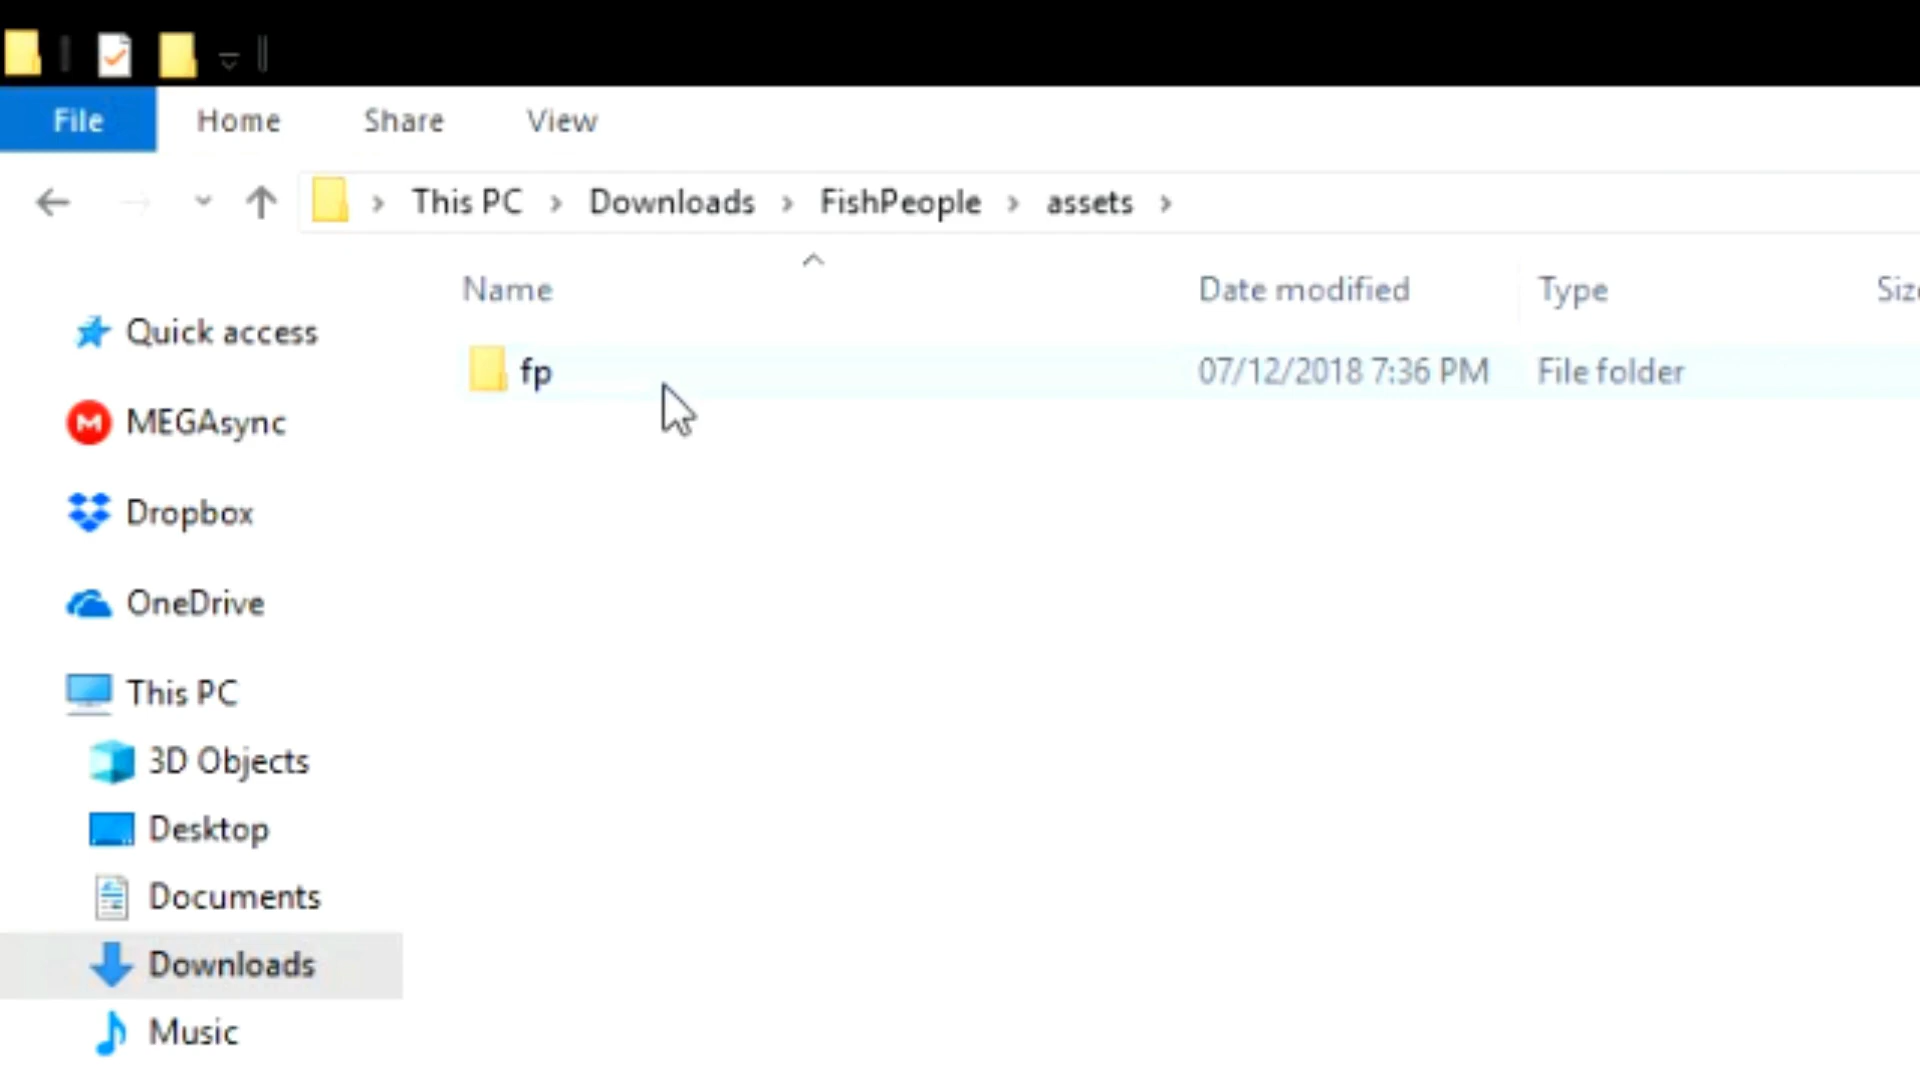 File Home Share View
This PC > Downloads > FishPeople > assets >
Name Date modified Type
fp 07/12/2018 7:36 PM File folder
Quick access
MEGAsync
Dropbox
OneDrive
This PC
3D Objects
Desktop
Documents
Downloads
Music